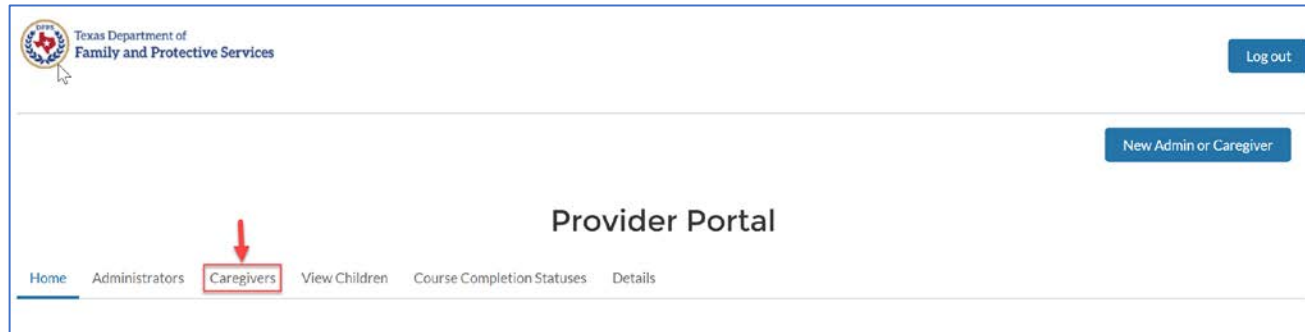 DFPS
Texas Department of
Family and Protective Services
Log out
New Admin or Caregiver
Provider Portal
Home Administrators Caregivers View Children Course Completion Statuses Details